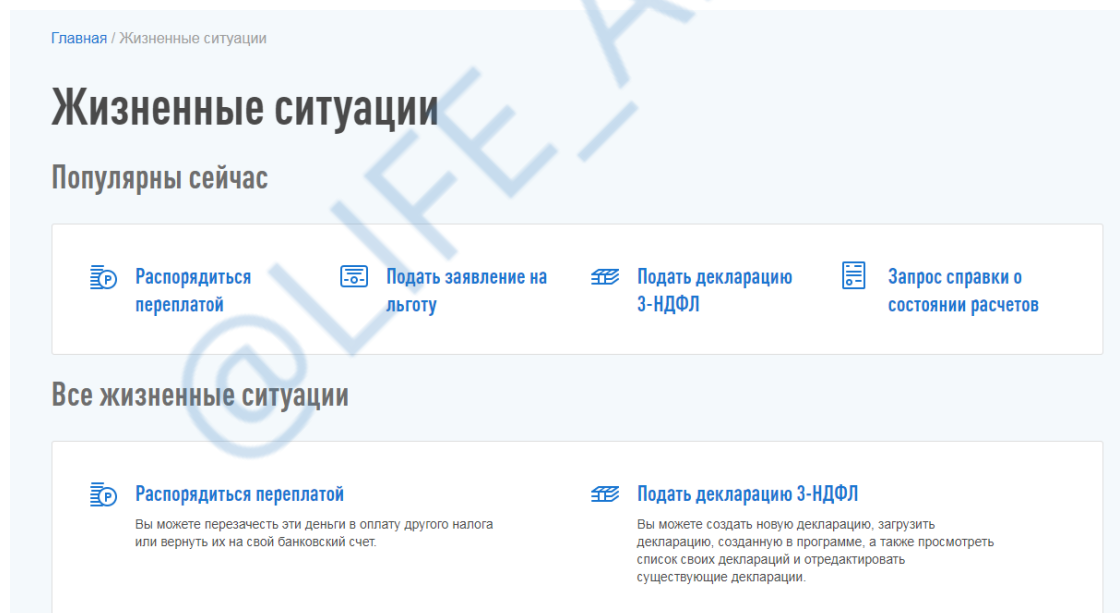 Главная / Жизненные ситуации
Жизненные ситуации
Популярны сейчас
Распорядиться переплатой
Подать заявление на льготу
Подать декларацию 3-НДФЛ
Запрос справки о состоянии расчетов
Все жизненные ситуации
Распорядиться переплатой
Вы можете перезачесть эти деньги в оплату другого налога
или вернуть их на свой банковский счет.
Подать декларацию 3-НДФЛ
Вы можете создать новую декларацию, загрузить
декларацию, созданную в программе, а также просмотреть
список своих деклараций и отредактировать
существующие декларации.
@LIFE_